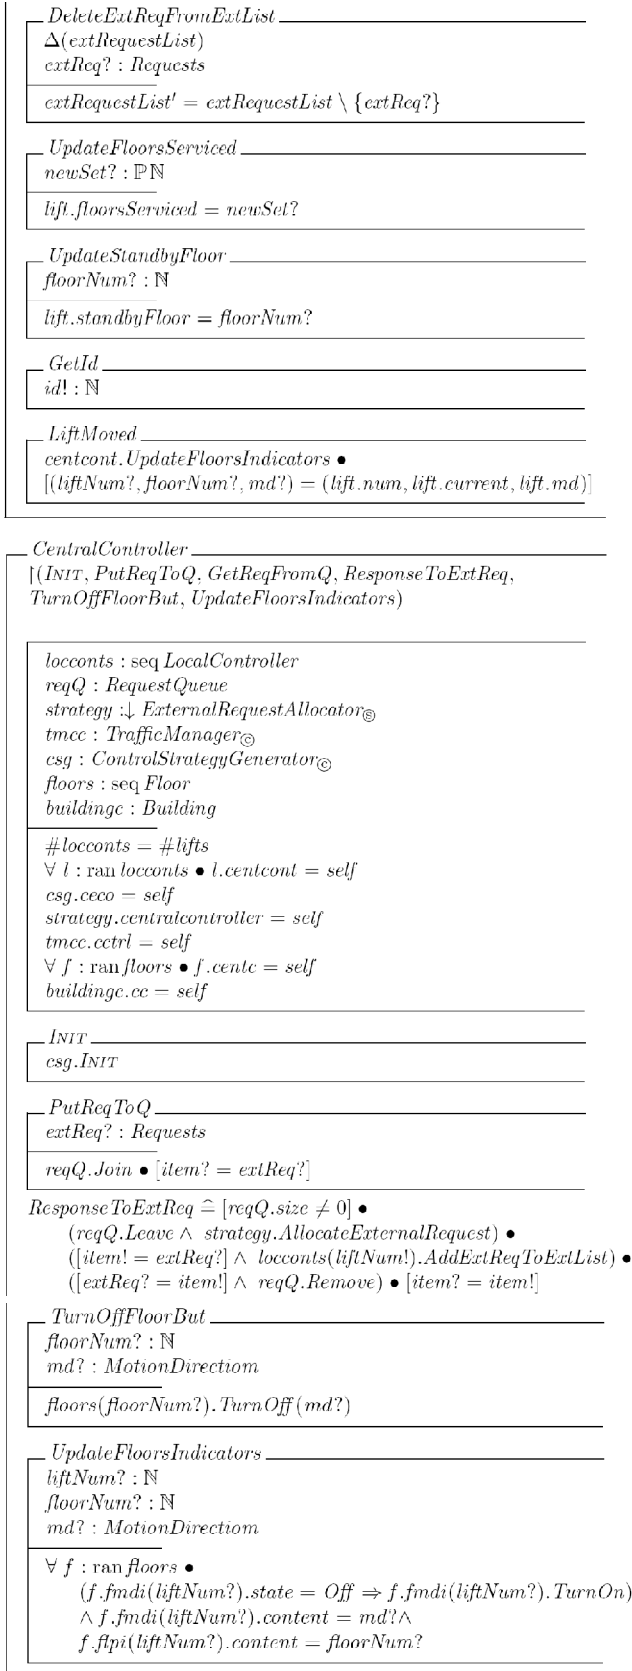 DeleteExtReqFromExtList
Δ(extRequestList)
extReq? : Requests
extRequestList′ = extRequestList \ {extReq?}
UpdateFloorsServiced
newSet? : ℙ ℕ
lift.floorsServiced = newSet?
UpdateStandbyFloor
floorNum? : ℕ
lift.standbyFloor = floorNum?
GetId
id! : ℕ
LiftMoved
centcont.UpdateFloorsIndicators •
[(liftNum?, floorNum?, md?) = (lift.num, lift.current, lift.md)]
CentralController
↾(INIT, PutReqToQ, GetReqFromQ, ResponseToExtReq,
TurnOffFloorBut, UpdateFloorsIndicators)
locconts : seq LocalController
reqQ : RequestQueue
strategy :↓ ExternalRequestAllocatorⓈ
tmcc : TrafficManagerⒸ
csg : ControlStrategyGeneratorⒸ
floors : seq Floor
buildingc : Building
#locconts = #lifts
∀ l : ran locconts • l.centcont = self
csg.ceco = self
strategy.centralcontroller = self
tmcc.cctrl = self
∀ f : ran floors • f.centc = self
buildingc.cc = self
INIT
csg.INIT
PutReqToQ
extReq? : Requests
reqQ.Join • [item? = extReq?]
ResponseToExtReq ≙ [reqQ.size ≠ 0] •
(reqQ.Leave ∧ strategy.AllocateExternalRequest) •
([item! = extReq?] ∧ locconts(liftNum!).AddExtReqToExtList) •
([extReq? = item!] ∧ reqQ.Remove) • [item? = item!]
TurnOffFloorBut
floorNum? : ℕ
md? : MotionDirectiom
floors(floorNum?).TurnOff(md?)
UpdateFloorsIndicators
liftNum? : ℕ
floorNum? : ℕ
md? : MotionDirectiom
∀ f : ran floors •
(f.fmdi(liftNum?).state = Off ⇒ f.fmdi(liftNum?).TurnOn)
∧ f.fmdi(liftNum?).content = md?∧
f.flpi(liftNum?).content = floorNum?